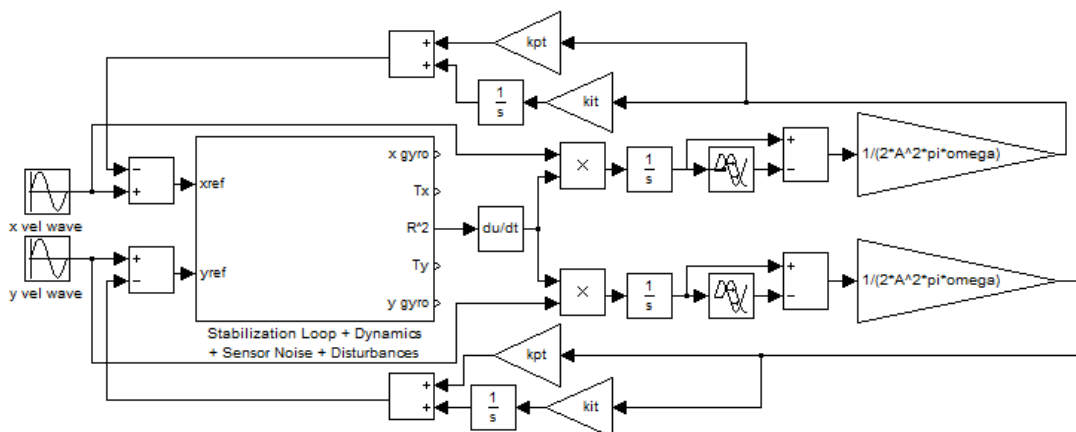 +
+
kpt
1
s
kit
x vel wave
−
+
xref
x gyro
Tx
R^2
Ty
y gyro
yref
du/dt
×
1
s
+
−
1/(2*A^2*pi*omega)
y vel wave
+
−
×
1
s
+
−
1/(2*A^2*pi*omega)
Stabilization Loop + Dynamics
+ Sensor Noise + Disturbances
+
+
kpt
1
s
kit